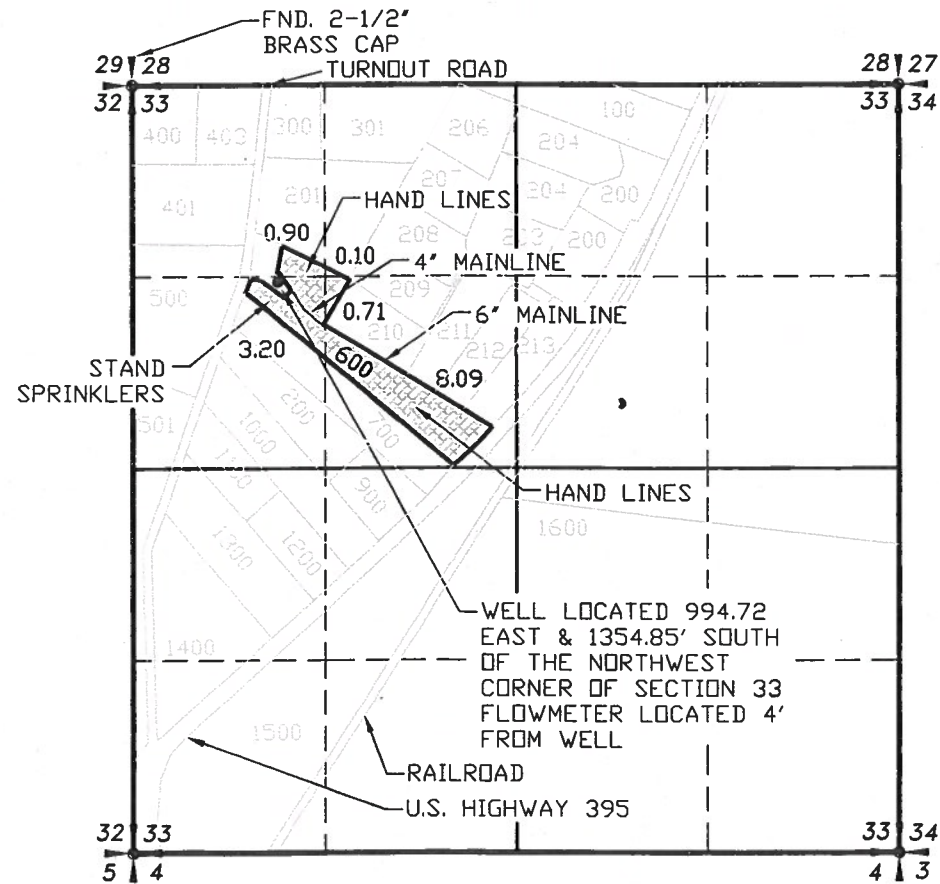 FND. 2-1/2"
BRASS CAP
29 28
TURNOUT ROAD
28 27
32 33
33 34
400
403
300
301
206
100
204
401
201
207
204
200
HAND LINES
0.90
0.10
208
200
4" MAINLINE
500
209
0.71
6" MAINLINE
210
211
212
213
STAND
SPRINKLERS
3.20
600
8.09
501
200
700
1000
900
HAND LINES
1300
1200
1600
WELL LOCATED 994.72
EAST & 1354.85' SOUTH
OF THE NORTHWEST
CORNER OF SECTION 33
FLOWMETER LOCATED 4'
FROM WELL
1400
1500
RAILROAD
U.S. HIGHWAY 395
32 33
33 34
5 4
4 3